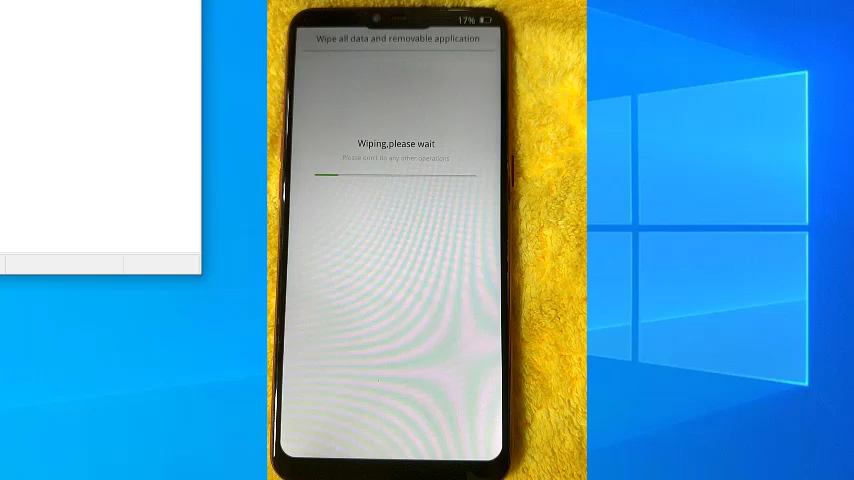 17%
Wipe all data and removable application
Wiping,please wait
Please don't do any other operations